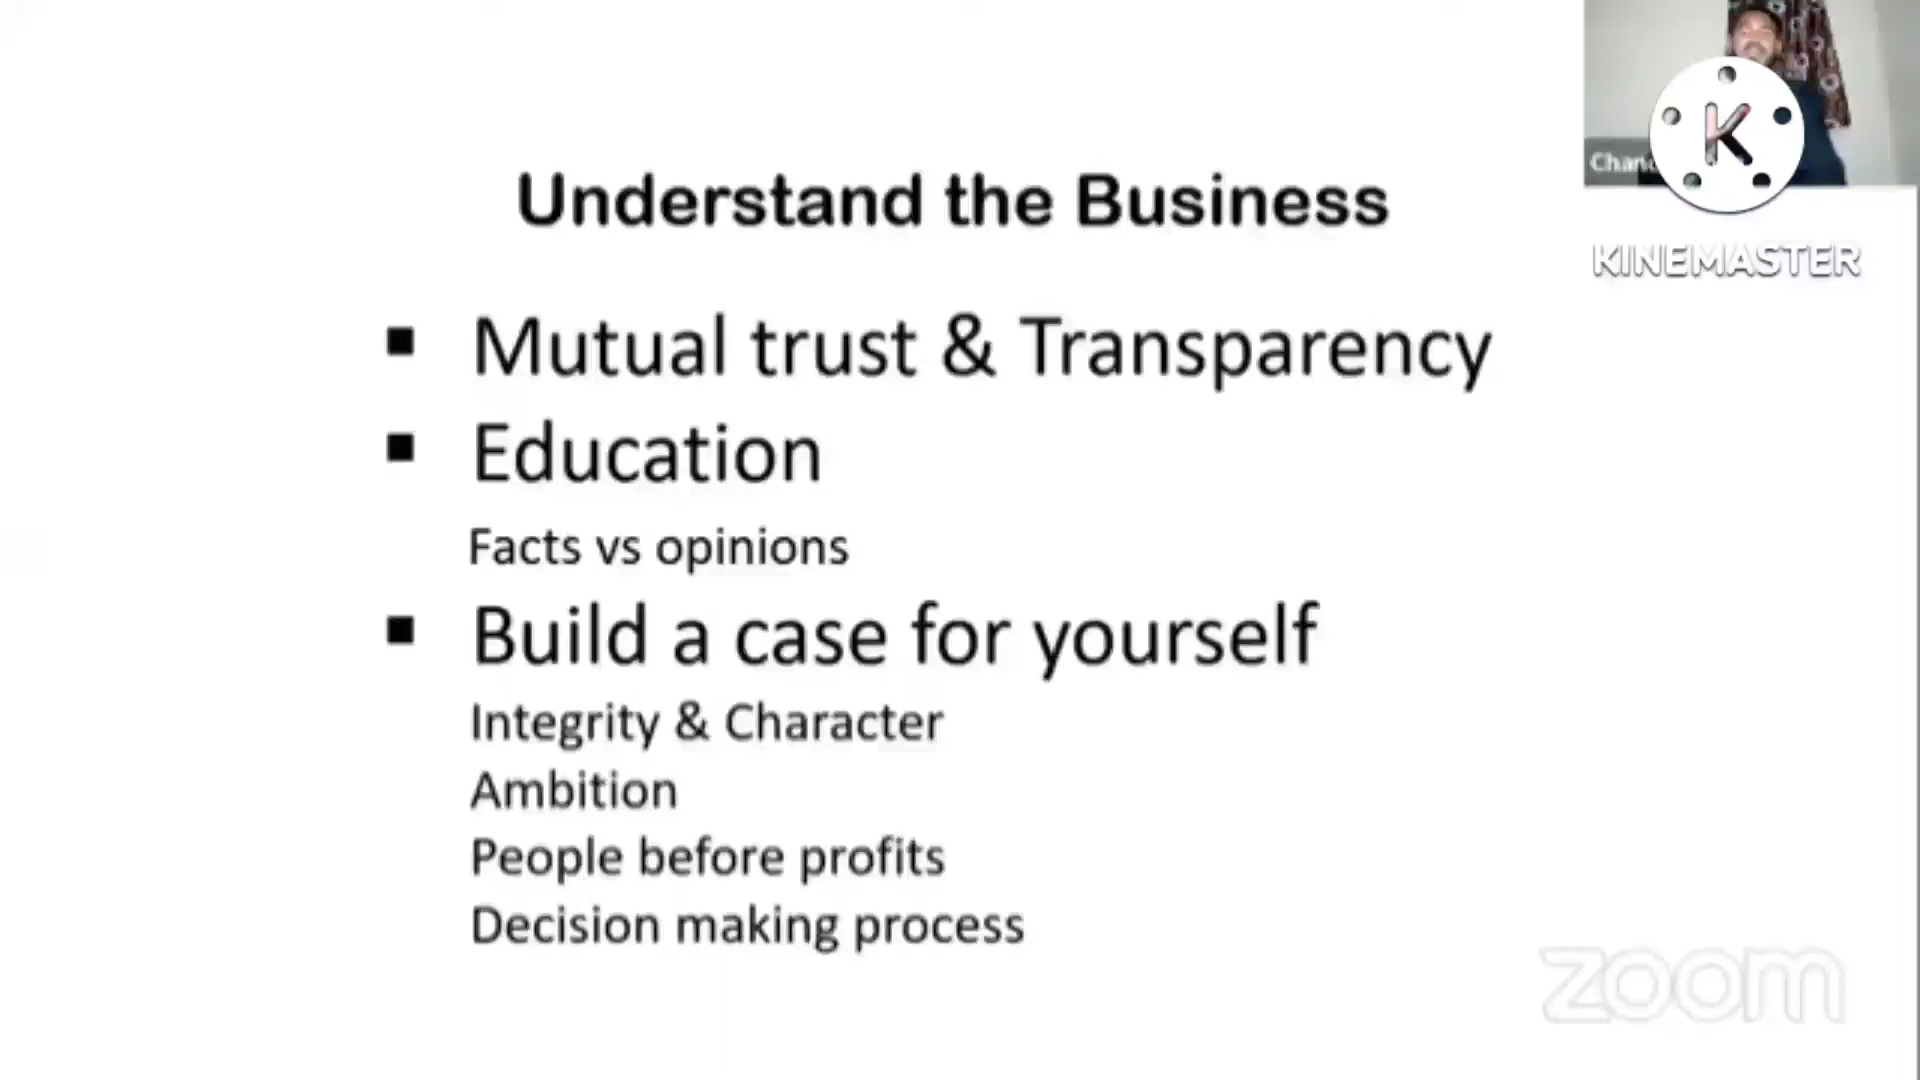 Understand the Business
▪ Mutual trust & Transparency
▪ Education
Facts vs opinions
▪ Build a case for yourself
Integrity & Character
Ambition
People before profits
Decision making process
K
KINEMASTER
zoom